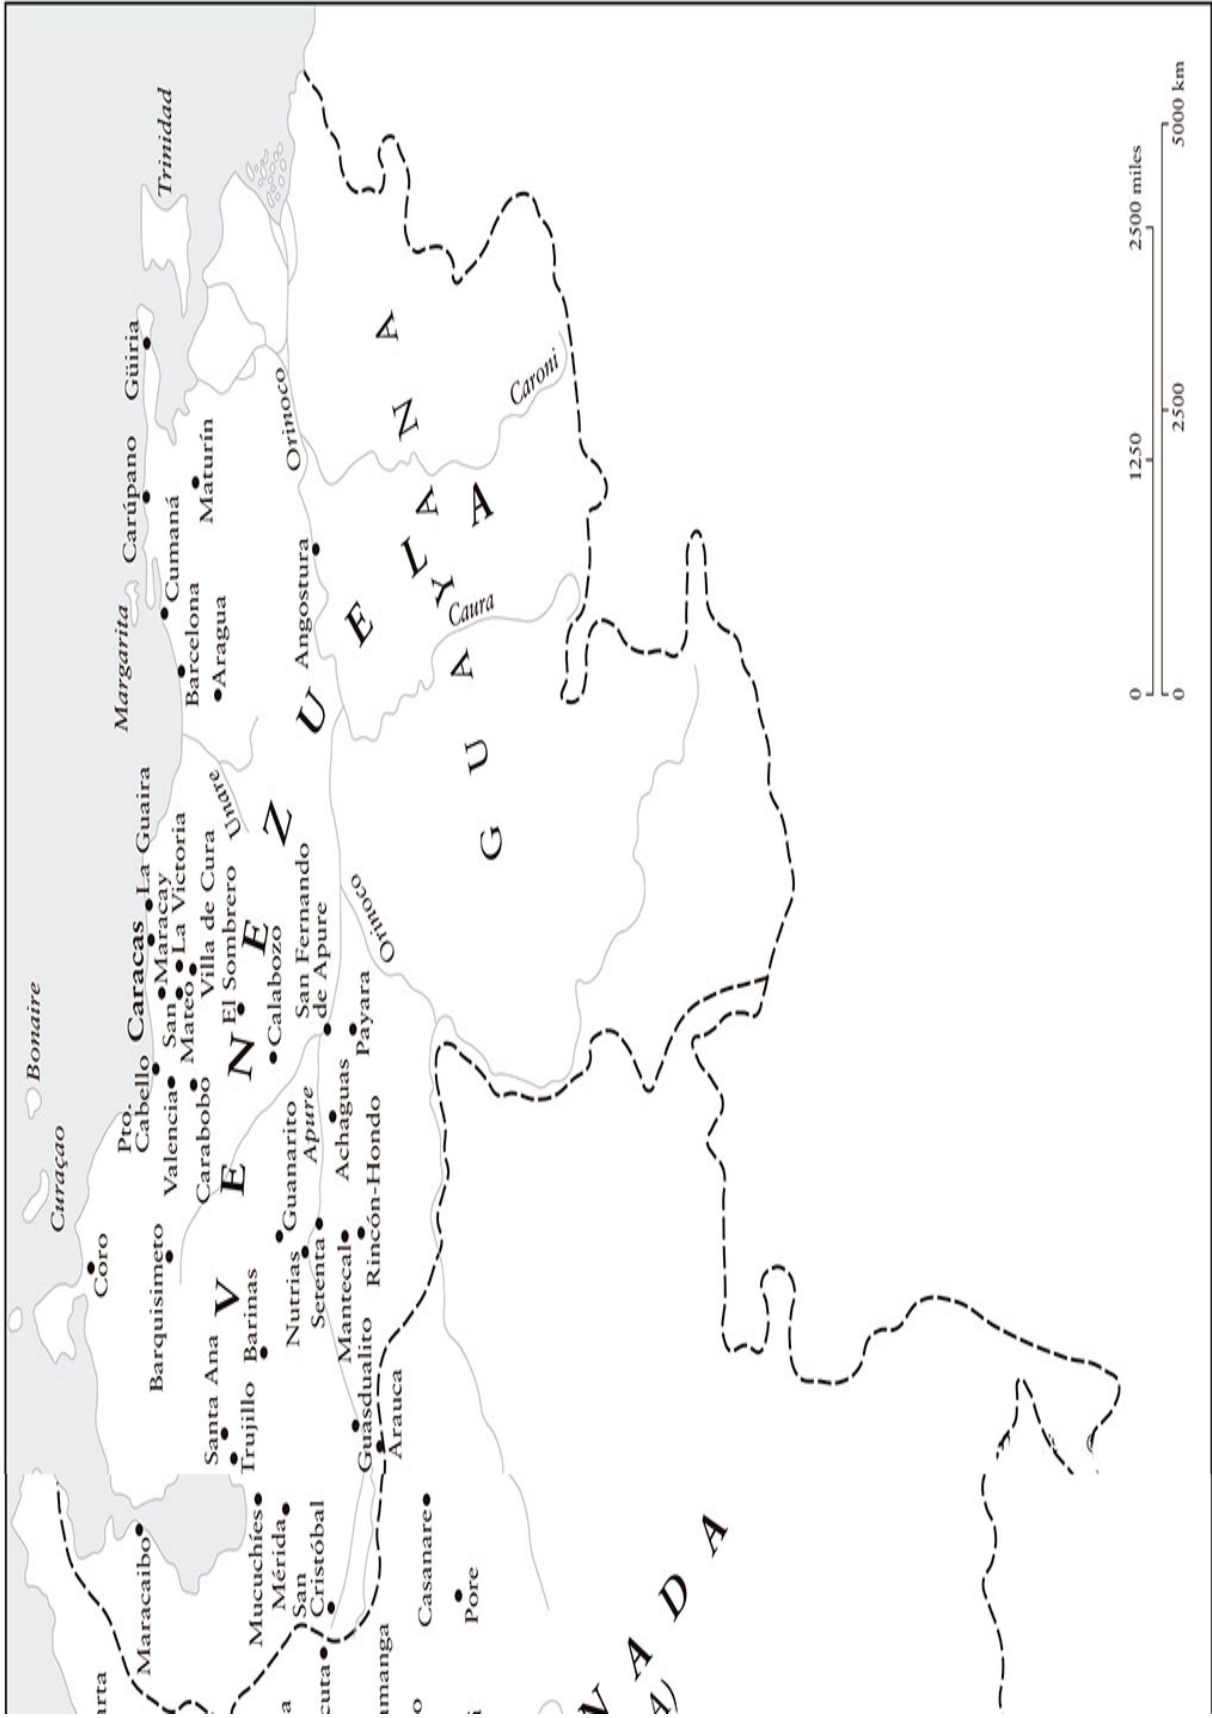 Trinidad
Güiria
Carúpano
Cumaná
Maturín
Margarita
Barcelona
Aragua
Orinoco
Angostura
Caroni
Caura
GUAYANA
VENEZUELA
Unare
La Guaira
Caracas
Maracay
La Victoria
San
Mateo
Villa de Cura
El Sombrero
Calabozo
San Fernando
de Apure
Orinoco
Payara
Bonaire
Curaçao
Pto.
Cabello
Valencia
Carabobo
Guanarito
Apure
Achaguas
Rincón-Hondo
Coro
Barquisimeto
Nutrias
Setenta
Mantecal
Santa Ana
Barinas
Trujillo
Guasdualito
Arauca
Maracaibo
Mucuchíes
Mérida
San
Cristóbal
Casanare
Pore
arta
a
cuta
amanga
o
i
NADA
A)
0 1250 2500 miles
0 2500 5000 km